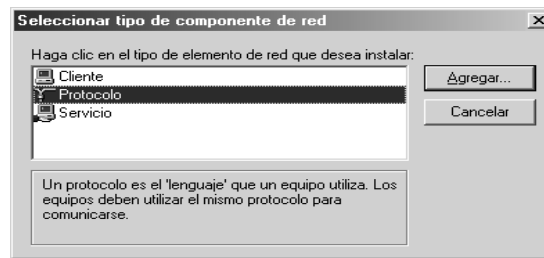 Seleccionar tipo de componente de red
Haga clic en el tipo de elemento de red que desea instalar:
Cliente
Protocolo
Servicio
Agregar...
Cancelar
Un protocolo es el 'lenguaje' que un equipo utiliza. Los
equipos deben utilizar el mismo protocolo para
comunicarse.